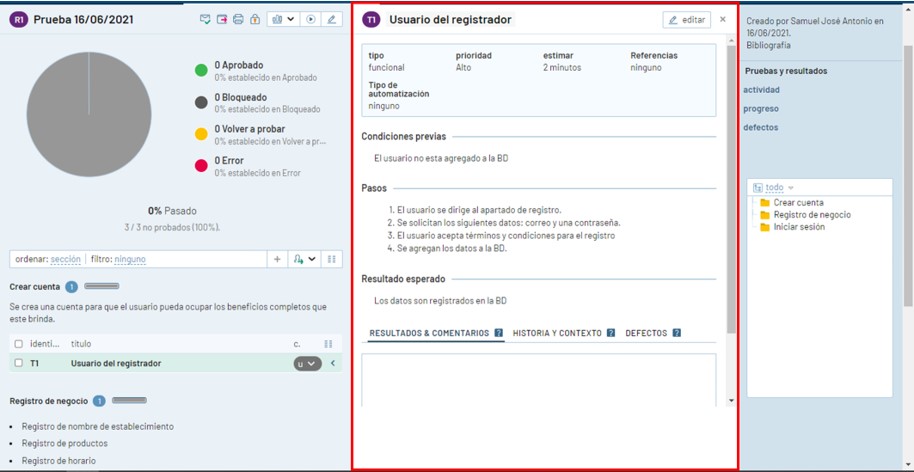 R1 Prueba 16/06/2021
0 Aprobado
0% establecido en Aprobado
0 Bloqueado
0% establecido en Bloqueado
0 Volver a probar
0% establecido en Volver a pr...
0 Error
0% establecido en Error
0% Pasado
3 / 3 no probados (100%).
ordenar: sección | filtro: ninguno
Crear cuenta 1
Se crea una cuenta para que el usuario pueda ocupar los beneficios completos que
este brinda.
identi... título c.
T1 Usuario del registrador u
Registro de negocio 1
• Registro de nombre de establecimiento
• Registro de productos
• Registro de horario
T1 Usuario del registrador editar
tipo prioridad estimar Referencias
funcional Alto 2 minutos ninguno
Tipo de
automatización
ninguno
Condiciones previas
El usuario no esta agregado a la BD
Pasos
1. El usuario se dirige al apartado de registro.
2. Se solicitan los siguientes datos: correo y una contraseña.
3. El usuario acepta términos y condiciones para el registro
4. Se agregan los datos a la BD.
Resultado esperado
Los datos son registrados en la BD
RESULTADOS & COMENTARIOS ? HISTORIA Y CONTEXTO ? DEFECTOS ?
Creado por Samuel José Antonio en
16/06/2021.
Bibliografía
Pruebas y resultados
actividad
progreso
defectos
todo
Crear cuenta
Registro de negocio
Iniciar sesión